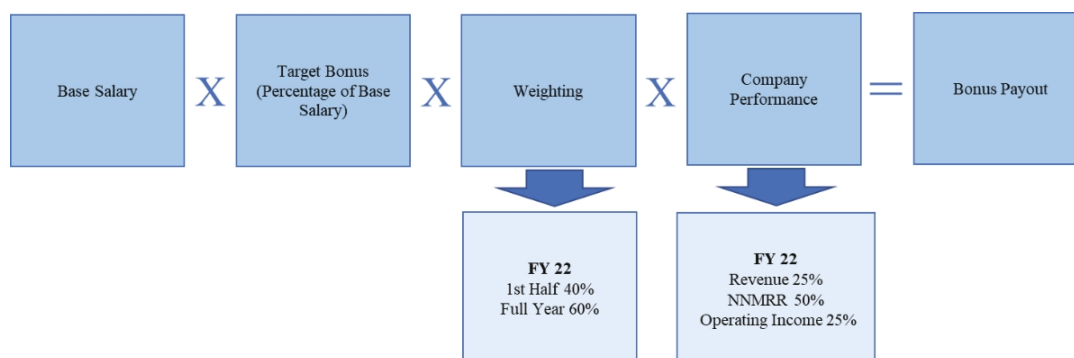 Base Salary
X
Target Bonus
(Percentage of Base
Salary)
X
Weighting
X
Company
Performance
=
Bonus Payout
FY 22
1st Half 40%
Full Year 60%
FY 22
Revenue 25%
NNMRR 50%
Operating Income 25%